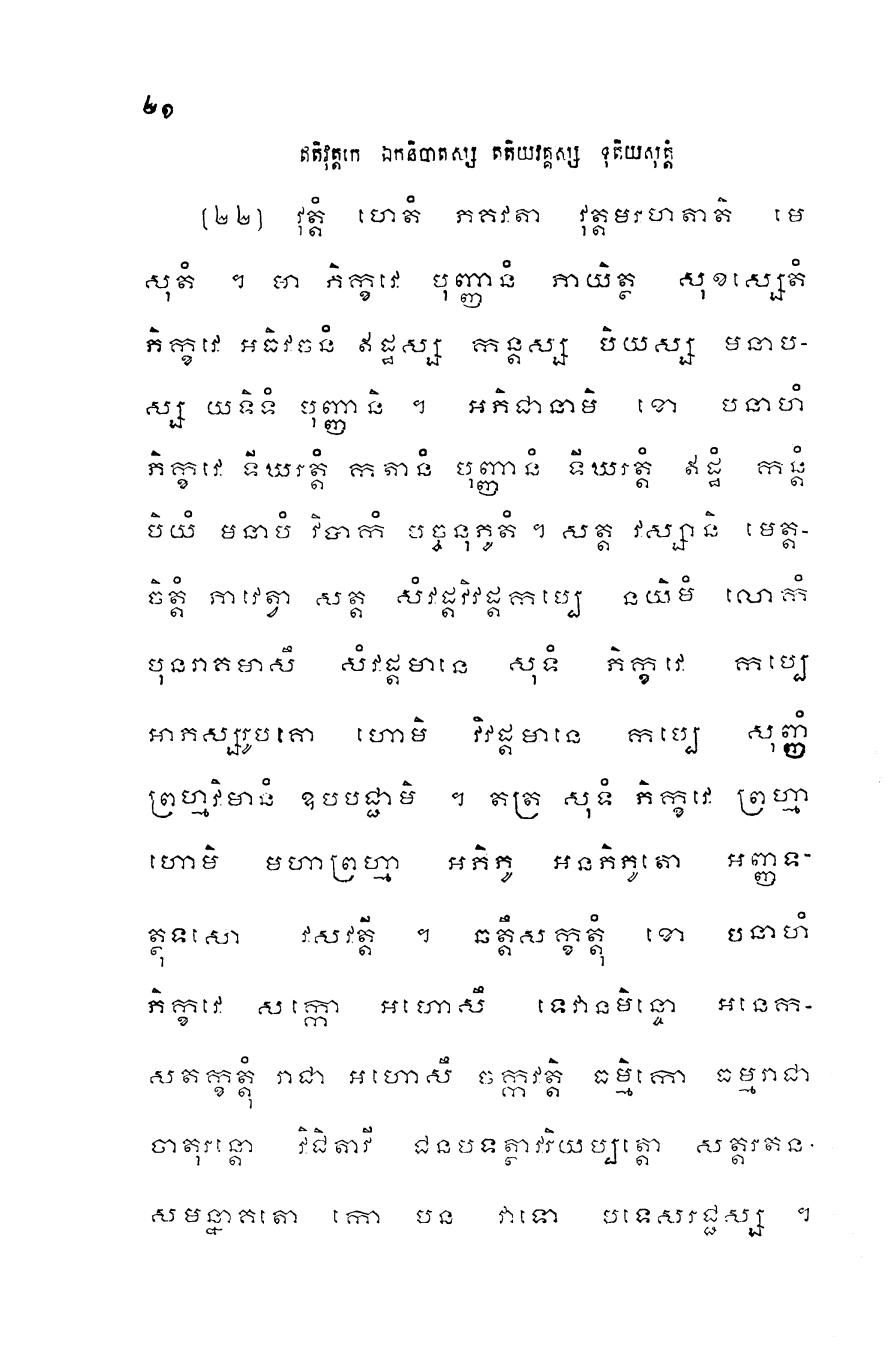 ២១
ឥតិវុត្តកេ ឯកនិបាតស្ស តតិយវគ្គស្ស ទុតិយសុត្តំ
(២២) វុត្តំ ហេតំ ភគវតា វុត្តមរហតាតិ មេ
សុតំ ។ មា ភិក្ខវេ បុញ្ញានំ ភាយិត្ថ សុខស្សេតំ
ភិក្ខវេ អធិវចនំ ឥដ្ឋស្ស កន្តស្ស បិយស្ស មនាប-
ស្ស យទិទំ បុញ្ញានិ ។ អភិជានាមិ ខោ បនាហំ
ភិក្ខវេ ទីឃរត្តំ កតានំ បុញ្ញានំ ទីឃរត្តំ ឥដ្ឋំ កន្តំ
បិយំ មនាបំ វិបាកំ បច្ចនុភូតំ ។ សត្ត វស្សានិ មេត្ត-
ចិត្តំ ភាវេត្វា សត្ត សំវដ្តវិវដ្តកប្បេ នយិមំ លោកំ
បុនរាគមាសឹ សំវដ្តមានេ សុទំ ភិក្ខវេ កប្បេ
អាភស្សរូបគោ ហោមិ វិវដ្តមានេ កប្បេ សុញ្ញំ
ព្រហ្មវិមានំ ឧបបជ្ជាមិ ។ តត្រ សុទំ ភិក្ខវេ ព្រហ្មា
ហោមិ មហាព្រហ្មា អភិភូ អនភិភូតោ អញ្ញទ-
ត្ថុទសោ វសវត្តី ។ ឆត្តឹសក្ខត្តុំ ខោ បនាហំ
ភិក្ខវេ សក្កោ អហោសឹ ទេវានមិន្ទោ អនេក-
សតក្ខត្តុំ រាជា អហោសឹ ចក្កវត្តិ ធម្មិកោ ធម្មរាជា
ចាតុរន្តោ វិជិតាវី ជនបទត្ថាវរិយប្បត្តោ សត្តរតន-
សមន្នាគតោ កោ បន វាទោ បទេសរជ្ជស្ស ។